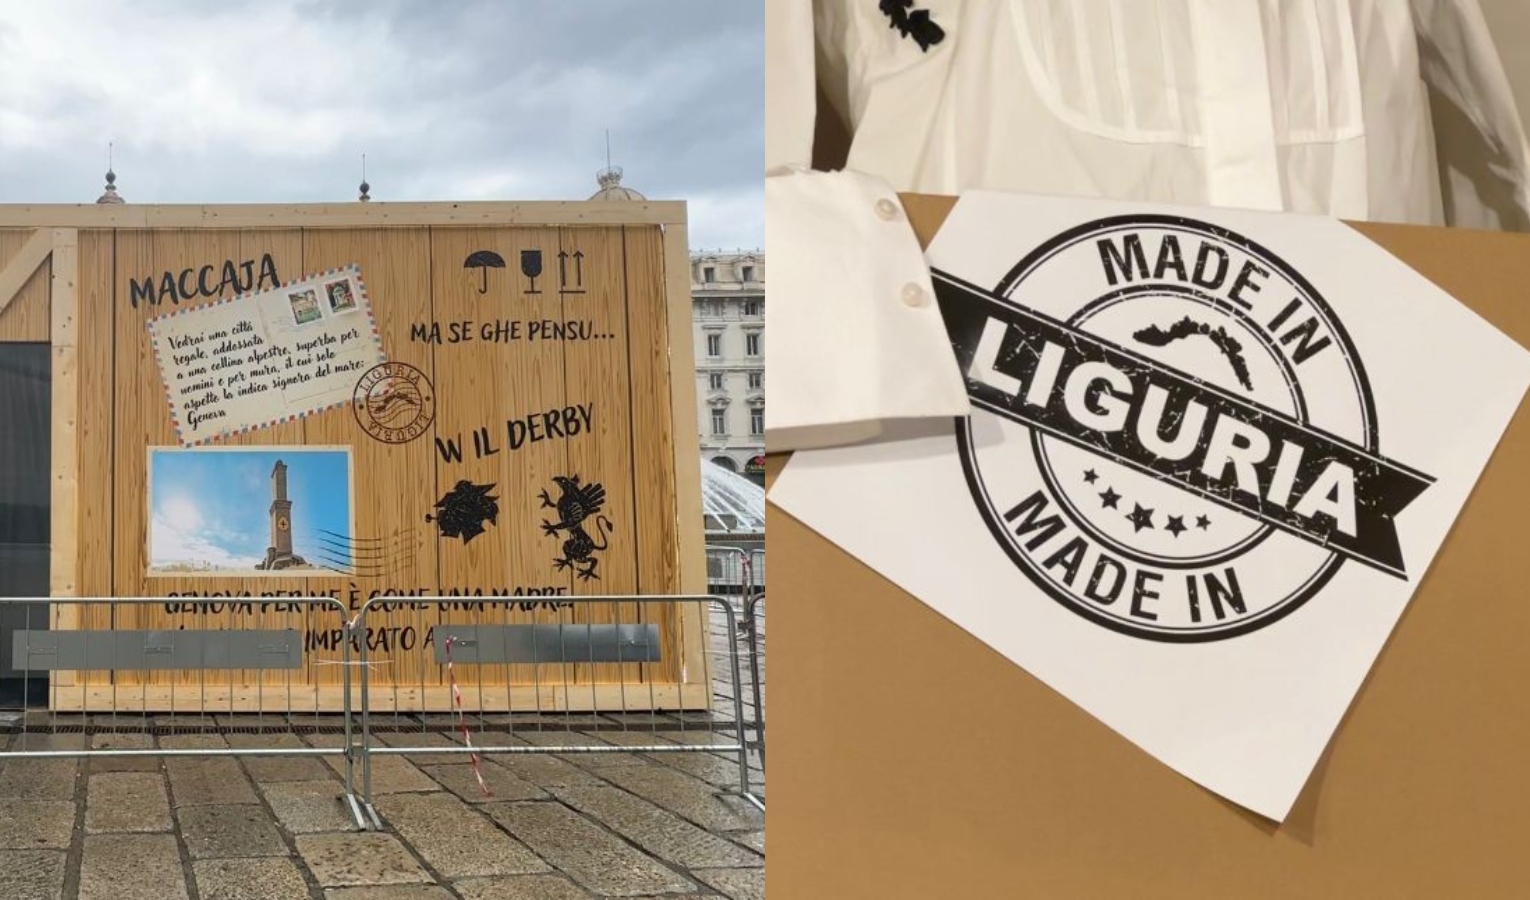 MACCAJA
Vedrai una città
regale, addossata
a una collina alpestre, superba per
uomini e per mura, il cui solo
aspetto la indica signora del mare:
Genova
LIGURIA
LIGURIA
MA SE GHE PENSU...
W IL DERBY
GENOVA PER ME È COME UNA MADRE.
IMPARATO A
MADE IN
LIGURIA
MADE IN